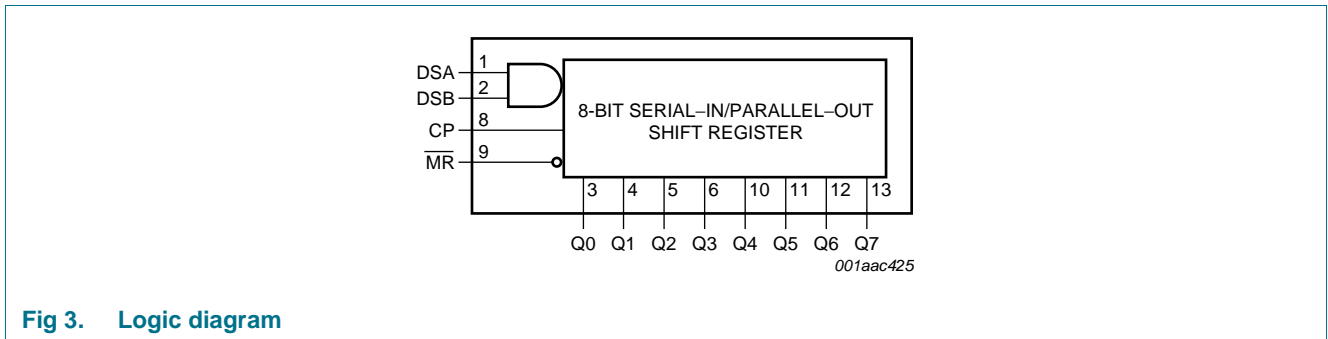 DSA 1
DSB 2
CP 8
MR 9
8-BIT SERIAL–IN/PARALLEL–OUT
SHIFT REGISTER
3 4 5 6 10 11 12 13
Q0 Q1 Q2 Q3 Q4 Q5 Q6 Q7
001aac425
Fig 3. Logic diagram